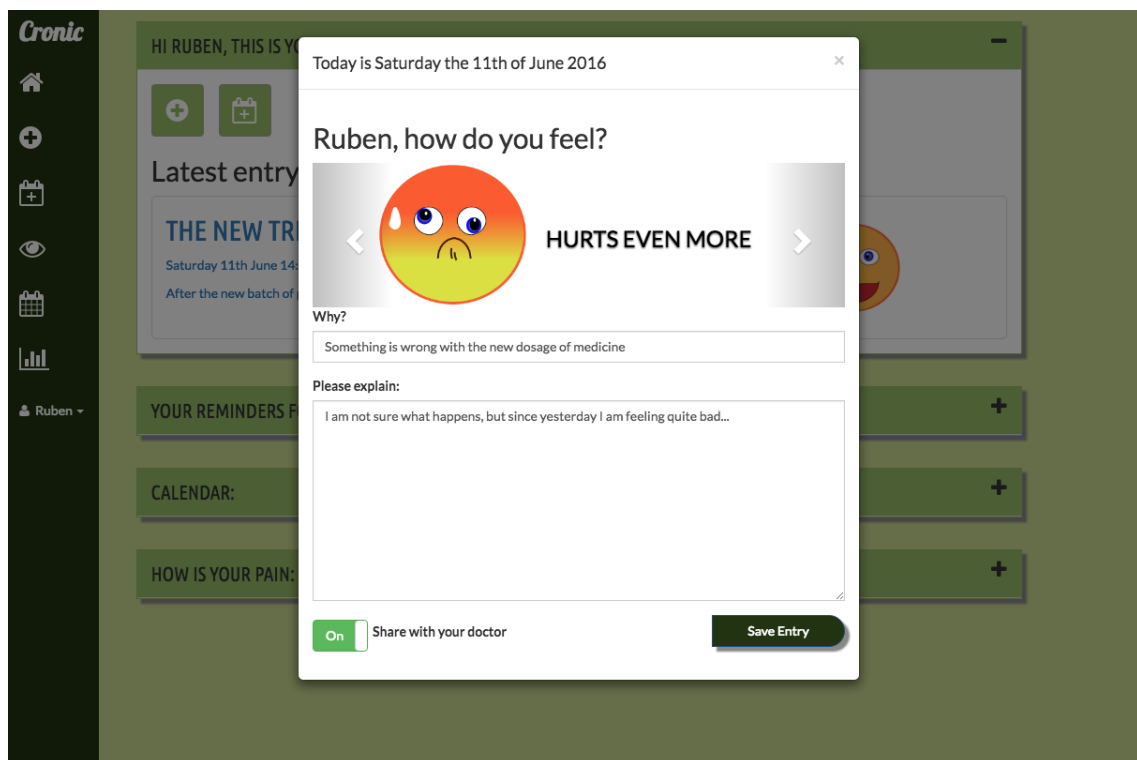 Cronic
HI RUBEN, THIS IS YO
Today is Saturday the 11th of June 2016
×
Ruben, how do you feel?
Latest entry
THE NEW TRE
Saturday 11th June 14:
After the new batch of
HURTS EVEN MORE
Why?
Something is wrong with the new dosage of medicine
Please explain:
I am not sure what happens, but since yesterday I am feeling quite bad...
Ruben
YOUR REMINDERS F
CALENDAR:
HOW IS YOUR PAIN:
On
Share with your doctor
Save Entry